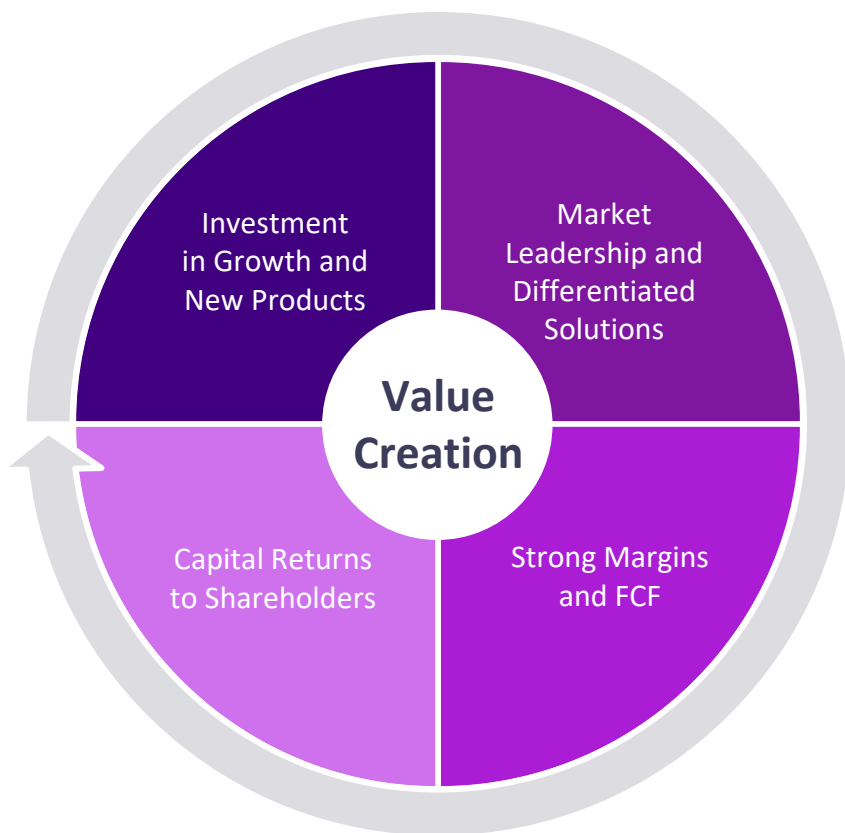 Investment
in Growth and
New Products
Market
Leadership and
Differentiated
Solutions
Value
Creation
Capital Returns
to Shareholders
Strong Margins
and FCF